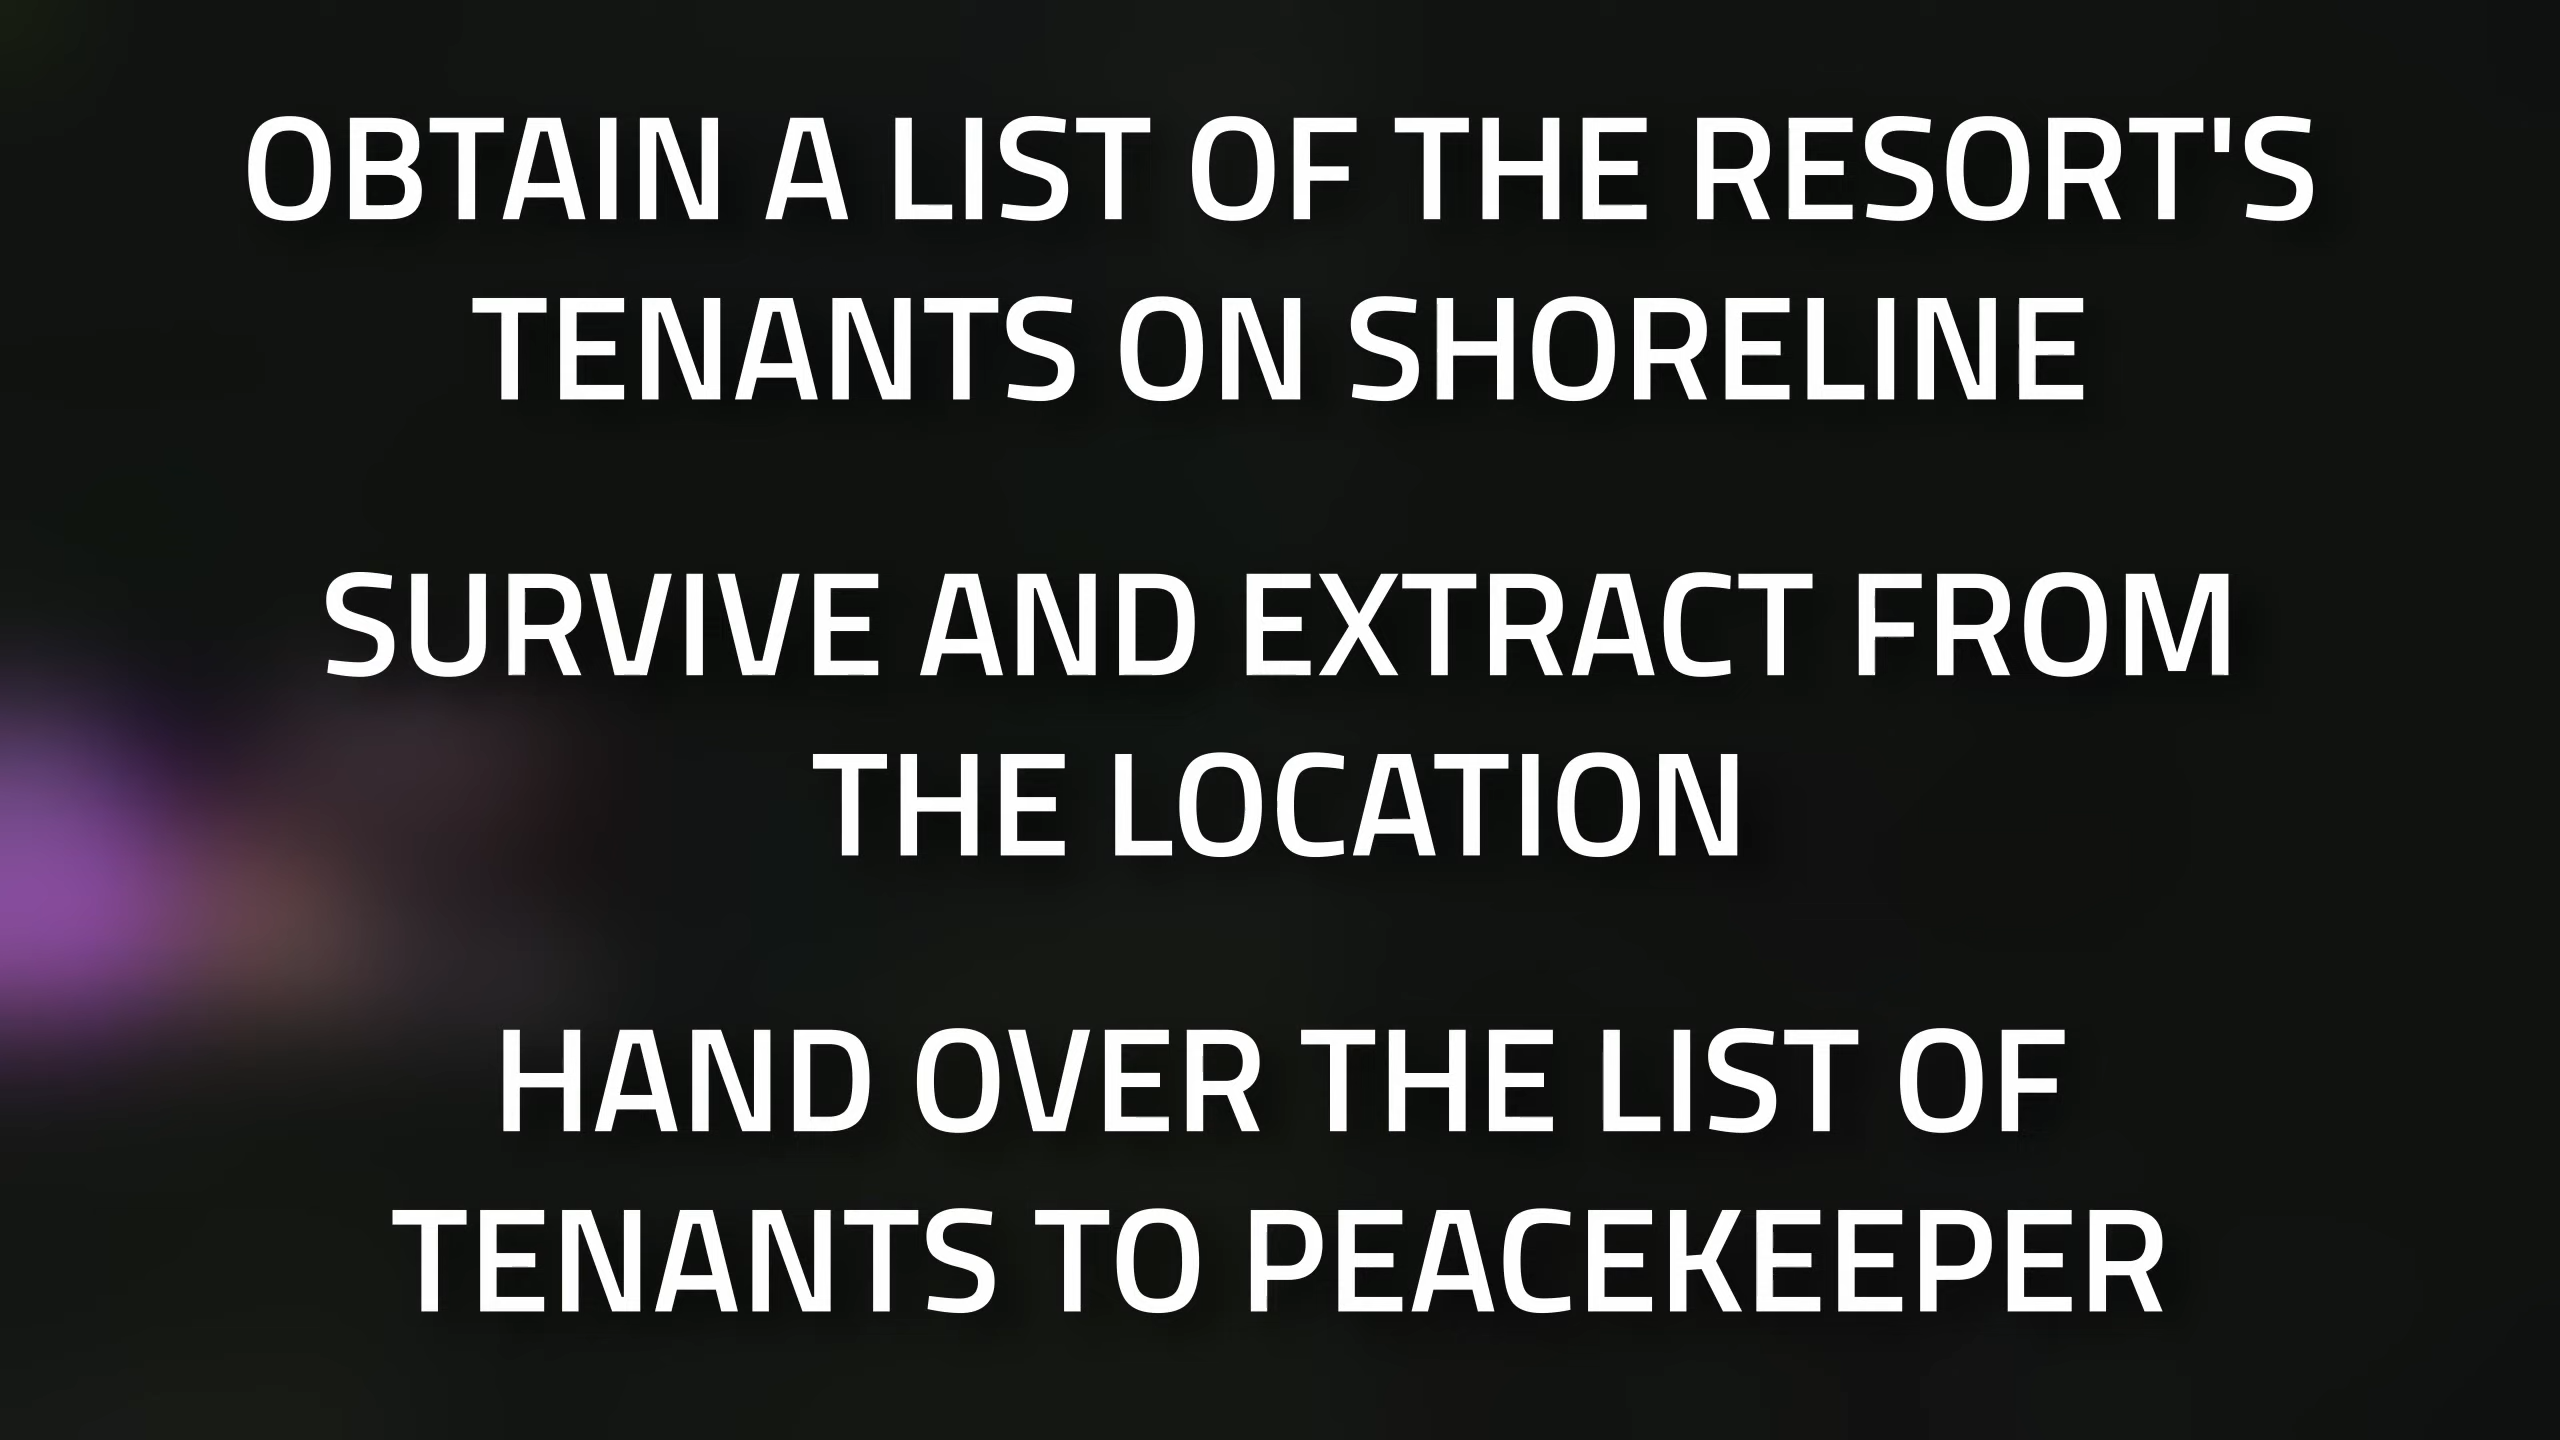 OBTAIN A LIST OF THE RESORT'S
TENANTS ON SHORELINE
SURVIVE AND EXTRACT FROM
THE LOCATION
HAND OVER THE LIST OF
TENANTS TO PEACEKEEPER